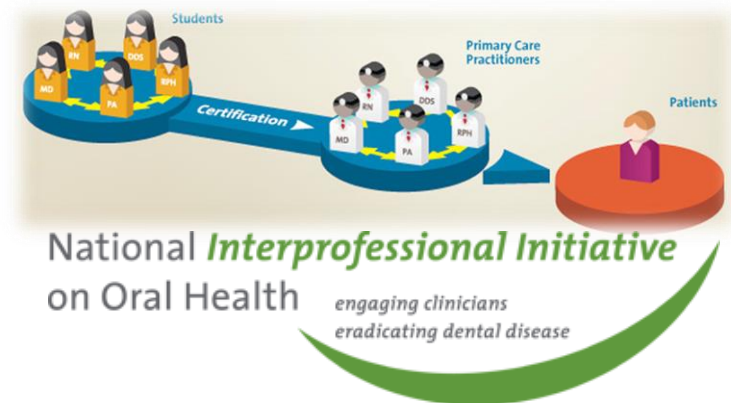 Students
RN
DDS
MD
PA
RPH
Certification
Primary Care
Practitioners
RN
DDS
MD
PA
RPH
Patients
National Interprofessional Initiative
on Oral Health
engaging clinicians
eradicating dental disease